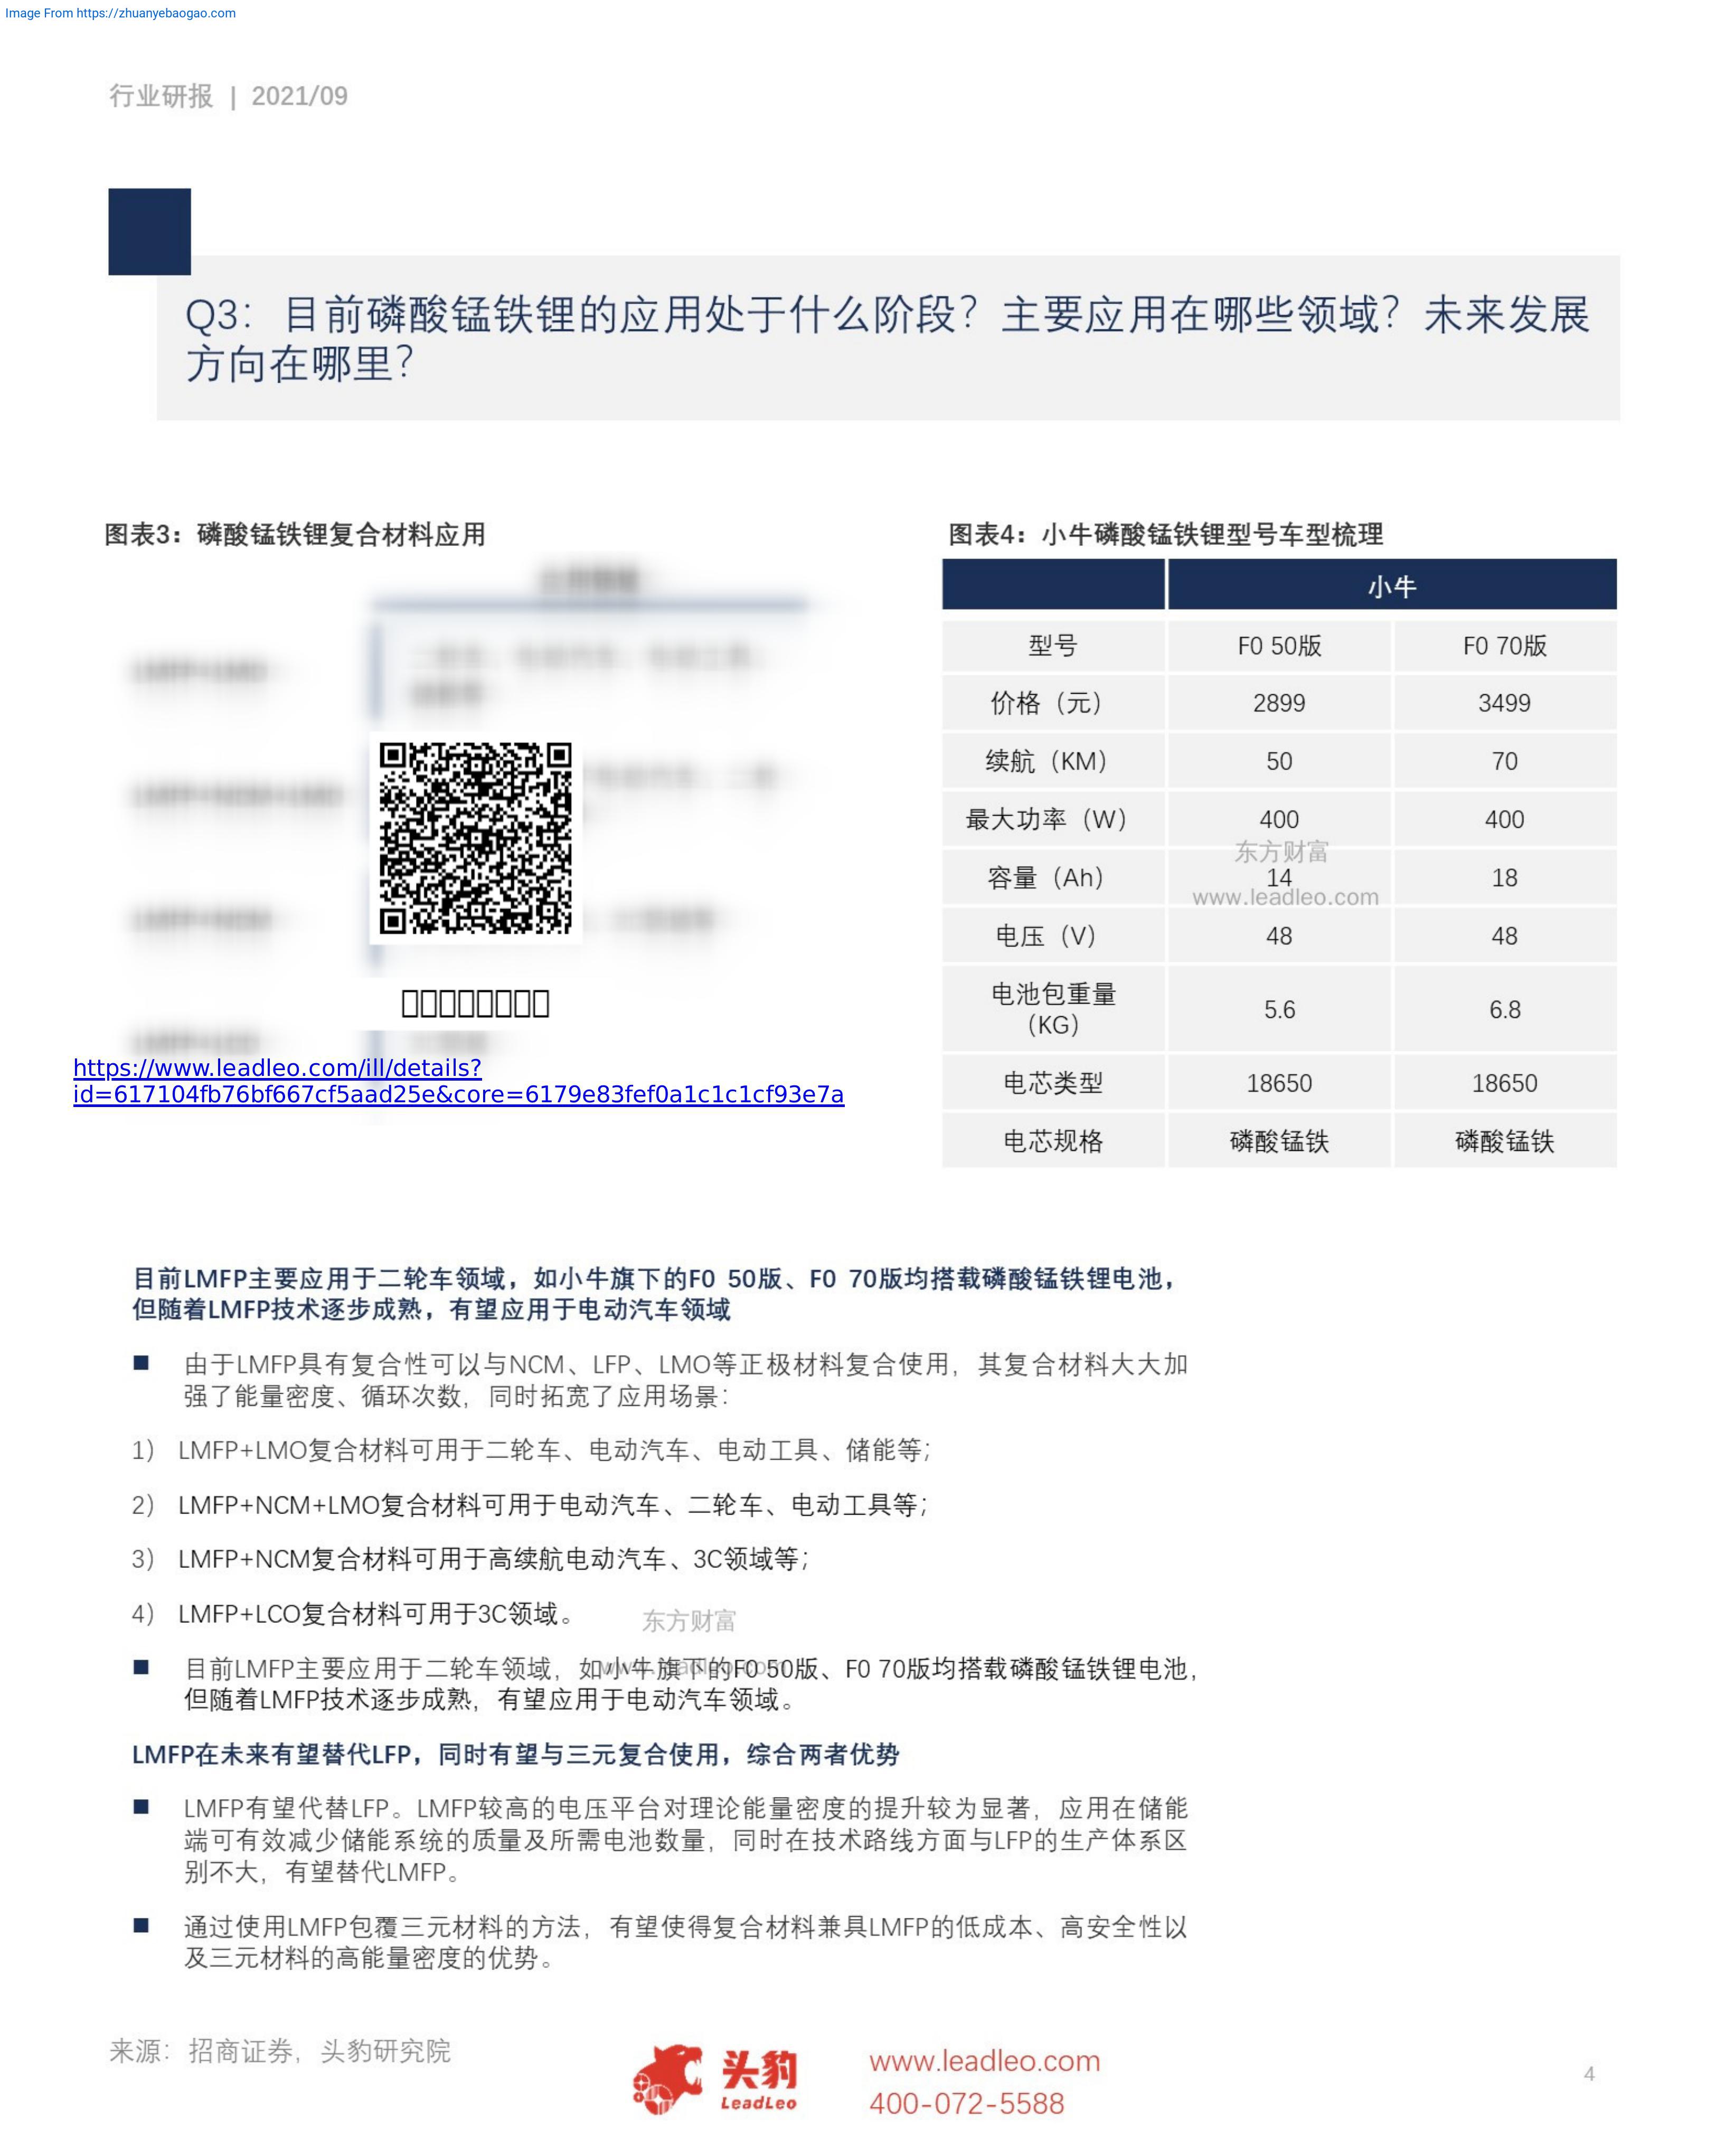 Image From https://zhuanyebaogao.com
行业研报 | 2021/09
Q3：目前磷酸锰铁锂的应用处于什么阶段？主要应用在哪些领域？未来发展
方向在哪里？
图表3：磷酸锰铁锂复合材料应用
https://www.leadleo.com/ill/details?
id=617104fb76bf667cf5aad25e&core=6179e83fef0a1c1c1cf93e7a
图表4：小牛磷酸锰铁锂型号车型梳理
小牛
型号 F0 50版 F0 70版
价格（元） 2899 3499
续航（KM） 50 70
最大功率（W） 400 400
东方财富
容量（Ah） 14 18
www.leadleo.com
电压（V） 48 48
电池包重量
（KG） 5.6 6.8
电芯类型 18650 18650
电芯规格 磷酸锰铁 磷酸锰铁
目前LMFP主要应用于二轮车领域，如小牛旗下的F0 50版、F0 70版均搭载磷酸锰铁锂电池，
但随着LMFP技术逐步成熟，有望应用于电动汽车领域
■ 由于LMFP具有复合性可以与NCM、LFP、LMO等正极材料复合使用，其复合材料大大加
强了能量密度、循环次数，同时拓宽了应用场景：
1） LMFP+LMO复合材料可用于二轮车、电动汽车、电动工具、储能等；
2） LMFP+NCM+LMO复合材料可用于电动汽车、二轮车、电动工具等；
3） LMFP+NCM复合材料可用于高续航电动汽车、3C领域等；
4） LMFP+LCO复合材料可用于3C领域。
东方财富
www.leadleo.com
■ 目前LMFP主要应用于二轮车领域，如小牛旗下的F0 50版、F0 70版均搭载磷酸锰铁锂电池，
但随着LMFP技术逐步成熟，有望应用于电动汽车领域。
LMFP在未来有望替代LFP，同时有望与三元复合使用，综合两者优势
■ LMFP有望代替LFP。LMFP较高的电压平台对理论能量密度的提升较为显著，应用在储能
端可有效减少储能系统的质量及所需电池数量，同时在技术路线方面与LFP的生产体系区
别不大，有望替代LMFP。
■ 通过使用LMFP包覆三元材料的方法，有望使得复合材料兼具LMFP的低成本、高安全性以
及三元材料的高能量密度的优势。
来源：招商证券，头豹研究院
头豹
LeadLeo
www.leadleo.com
400-072-5588
4